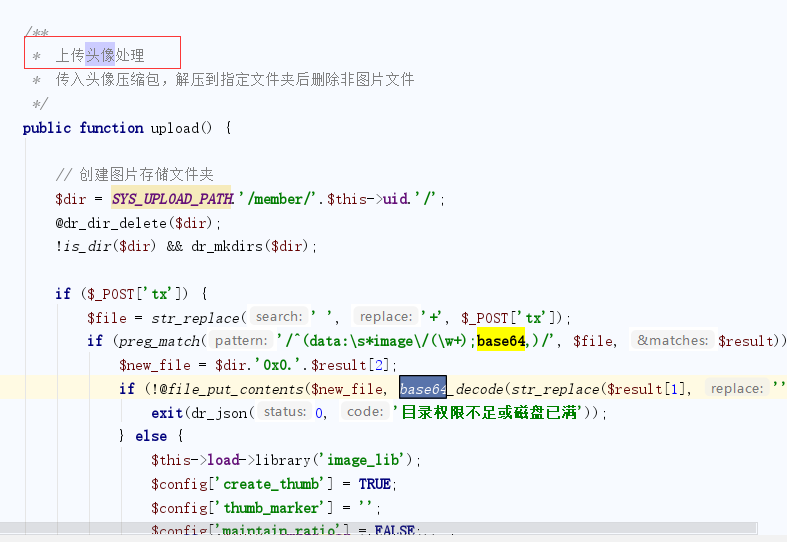 /**
* 上传头像处理
* 传入头像压缩包，解压到指定文件夹后删除非图片文件
*/
public function upload() {
// 创建图片存储文件夹
$dir = SYS_UPLOAD_PATH.'/member/'.$this->uid.'/';
@dr_dir_delete($dir);
!is_dir($dir) && dr_mkdirs($dir);
if ($_POST['tx']) {
$file = str_replace( search: ' ', replace: '+', $_POST['tx']);
if (preg_match( pattern: '/^(data:\s*image\/(\w+);base64,)/', $file, &matches: $result))
$new_file = $dir.'0x0.'.$result[2];
if (!@file_put_contents($new_file, base64_decode(str_replace($result[1], replace: ''
exit(dr_json( status: 0, code: '目录权限不足或磁盘已满'));
} else {
$this->load->library('image_lib');
$config['create_thumb'] = TRUE;
$config['thumb_marker'] = '';
$config['maintain_ratio'] = FALSE;